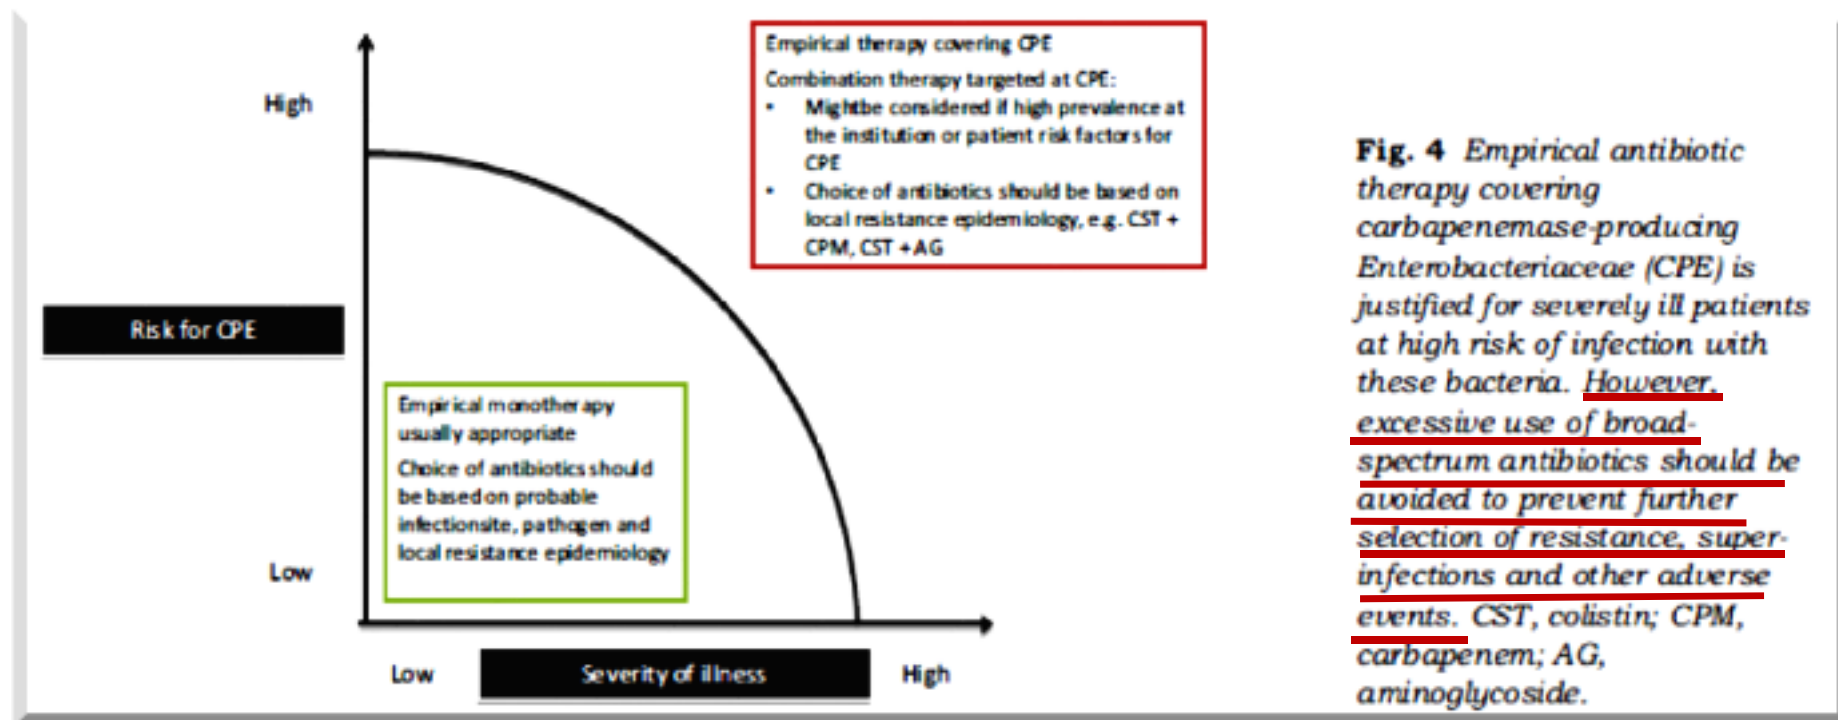 High
Risk for CPE
Low
Low
Severity of illness
High
Empirical therapy covering CPE
Combination therapy targeted at CPE:
• Mightbe considered if high prevalence at
the institution or patient risk factors for
CPE
• Choice of antibiotics should be based on
local resistance epidemiology, e.g. CST +
CPM, CST +AG
Empirical monotherapy
usually appropriate
Choice of antibiotics should
be based on probable
infectionsite, pathogen and
local resistance epidemiology
Fig. 4 Empirical antibiotic
therapy covering
carbapenemase-producing
Enterobacteriaceae (CPE) is
justified for severely ill patients
at high risk of infection with
these bacteria. However,
excessive use of broad-
spectrum antibiotics should be
avoided to prevent further
selection of resistance, super-
infections and other adverse
events. CST, colistin; CPM,
carbapenem; AG,
aminoglycoside.